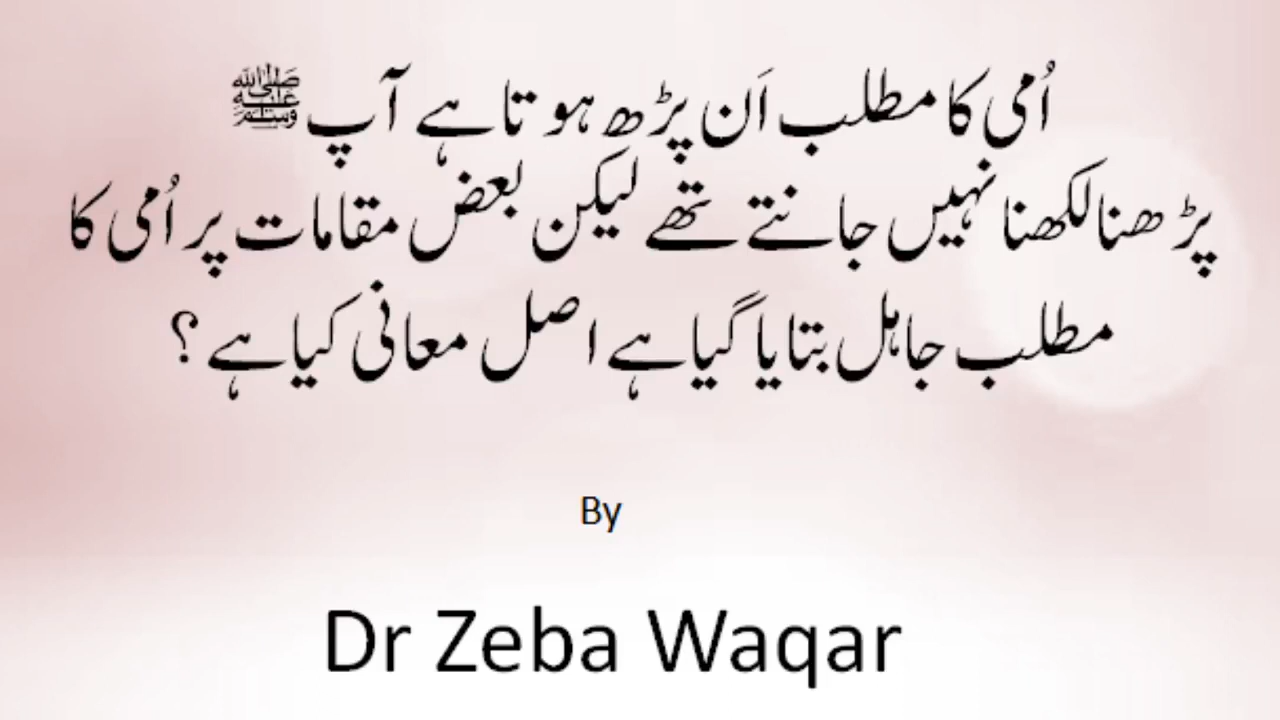 اُمی کا مطلب اَن پڑھ ہوتا ہے آپ ﷺ
پڑھنا لکھنا نہیں جانتے تھے لیکن بعض مقامات پر اُمی کا
مطلب جاہل بتایا گیا ہے اصل معانی کیا ہے ؟
By
Dr Zeba Waqar